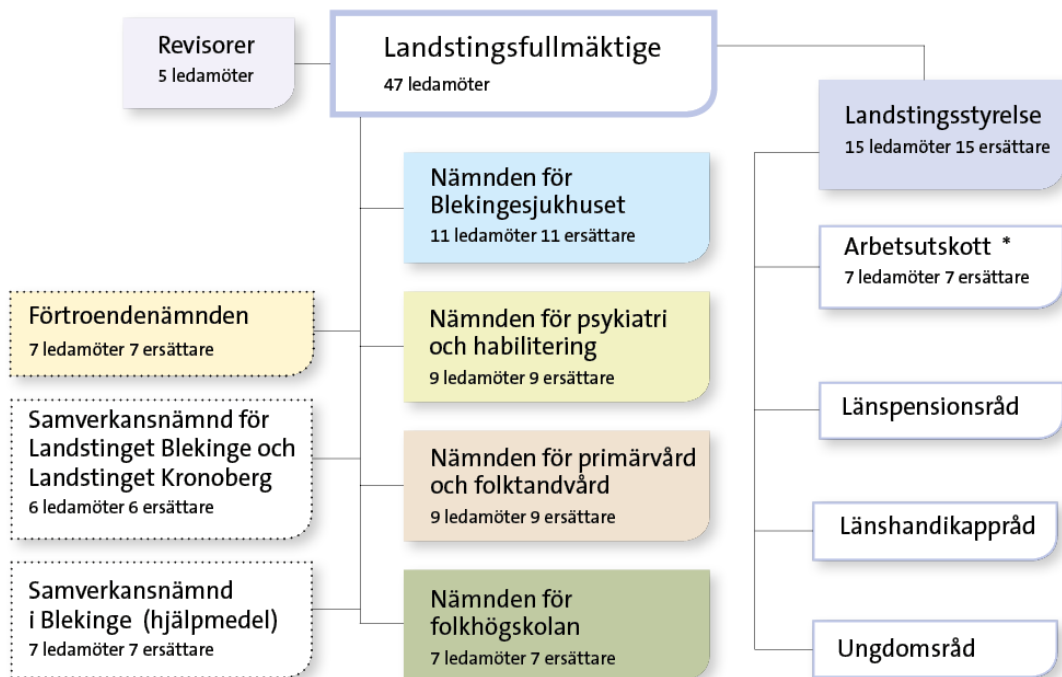 Revisorer
5 ledamöter
Landstingsfullmäktige
47 ledamöter
Landstingsstyrelse
15 ledamöter 15 ersättare
Nämnden för
Blekingesjukhuset
11 ledamöter 11 ersättare
Arbetsutskott *
7 ledamöter 7 ersättare
Förtroendenämnden
7 ledamöter 7 ersättare
Nämnden för psykiatri
och habilitering
9 ledamöter 9 ersättare
Länspensionsråd
Samverkansnämnd för
Landstinget Blekinge och
Landstinget Kronoberg
6 ledamöter 6 ersättare
Nämnden för primärvård
och folktandvård
9 ledamöter 9 ersättare
Länshandikappråd
Samverkansnämnd
i Blekinge (hjälpmedel)
7 ledamöter 7 ersättare
Nämnden för
folkhögskolan
7 ledamöter 7 ersättare
Ungdomsråd